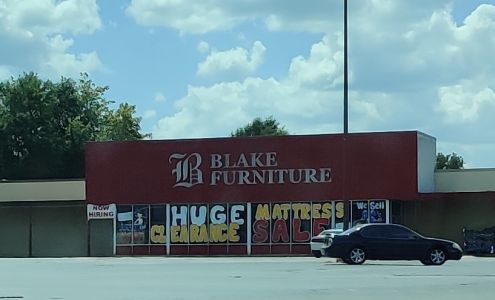 B BLAKE
FURNITURE
NOW
HIRING
HUGE
CLEARANCE
MATTRESS
SALE
We Sell